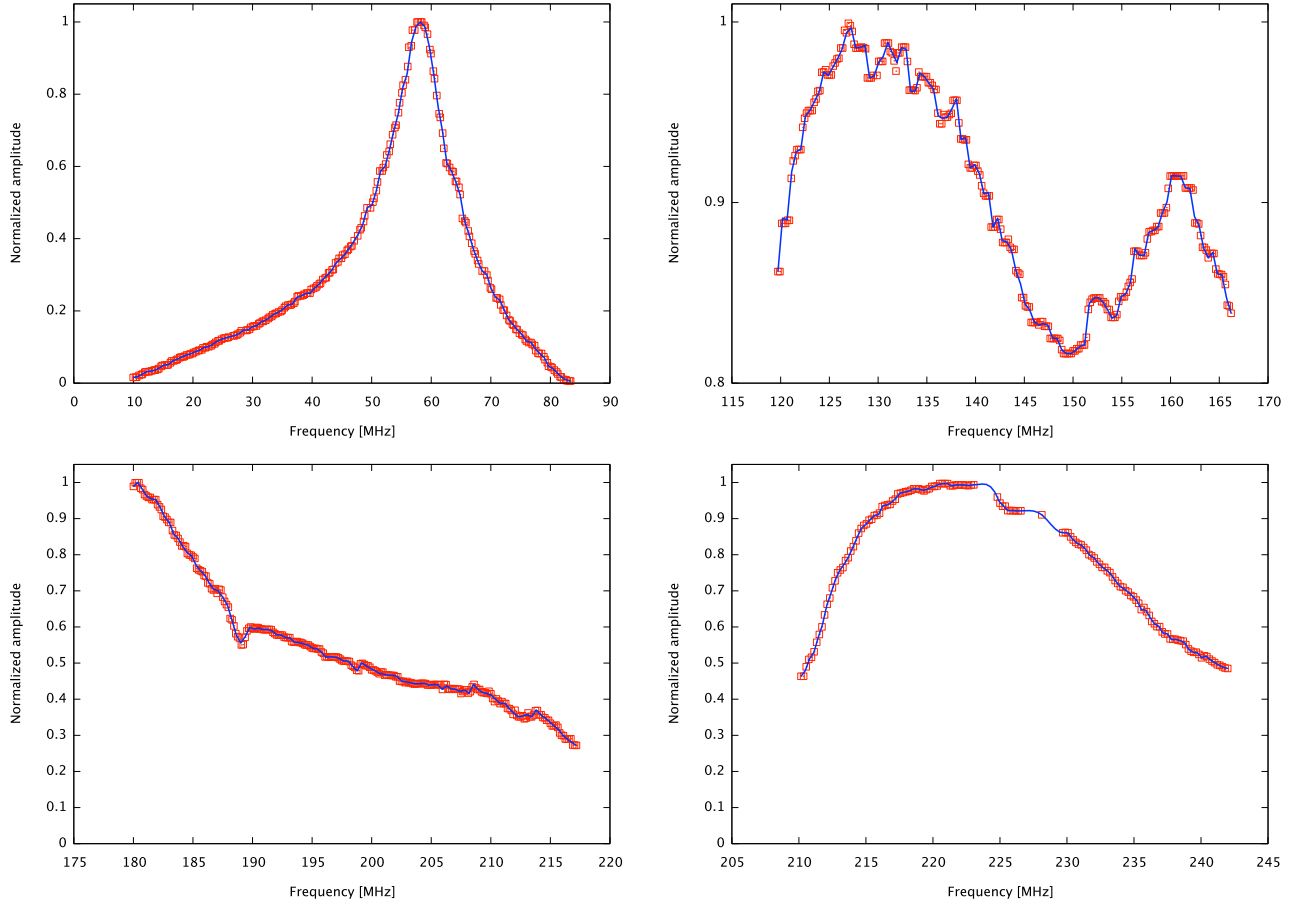 Normalized amplitude
1
0.8
0.6
0.4
0.2
0
0 10 20 30 40 50 60 70 80 90
Frequency [MHz]
Normalized amplitude
1
0.9
0.8
115 120 125 130 135 140 145 150 155 160 165 170
Frequency [MHz]
Normalized amplitude
1
0.9
0.8
0.7
0.6
0.5
0.4
0.3
0.2
0.1
0
175 180 185 190 195 200 205 210 215 220
Frequency [MHz]
Normalized amplitude
1
0.9
0.8
0.7
0.6
0.5
0.4
0.3
0.2
0.1
0
205 210 215 220 225 230 235 240 245
Frequency [MHz]